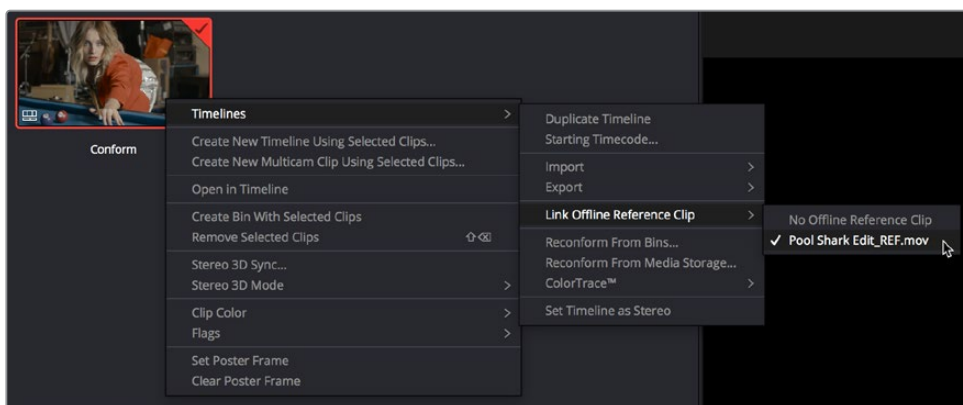 Conform
Timelines
Create New Timeline Using Selected Clips...
Create New Multicam Clip Using Selected Clips...
Open in Timeline
Create Bin With Selected Clips
Remove Selected Clips
Stereo 3D Sync...
Stereo 3D Mode
Clip Color
Flags
Set Poster Frame
Clear Poster Frame
Duplicate Timeline
Starting Timecode...
Import
Export
Link Offline Reference Clip
Reconform From Bins...
Reconform From Media Storage...
ColorTrace™
Set Timeline as Stereo
No Offline Reference Clip
Pool Shark Edit_REF.mov